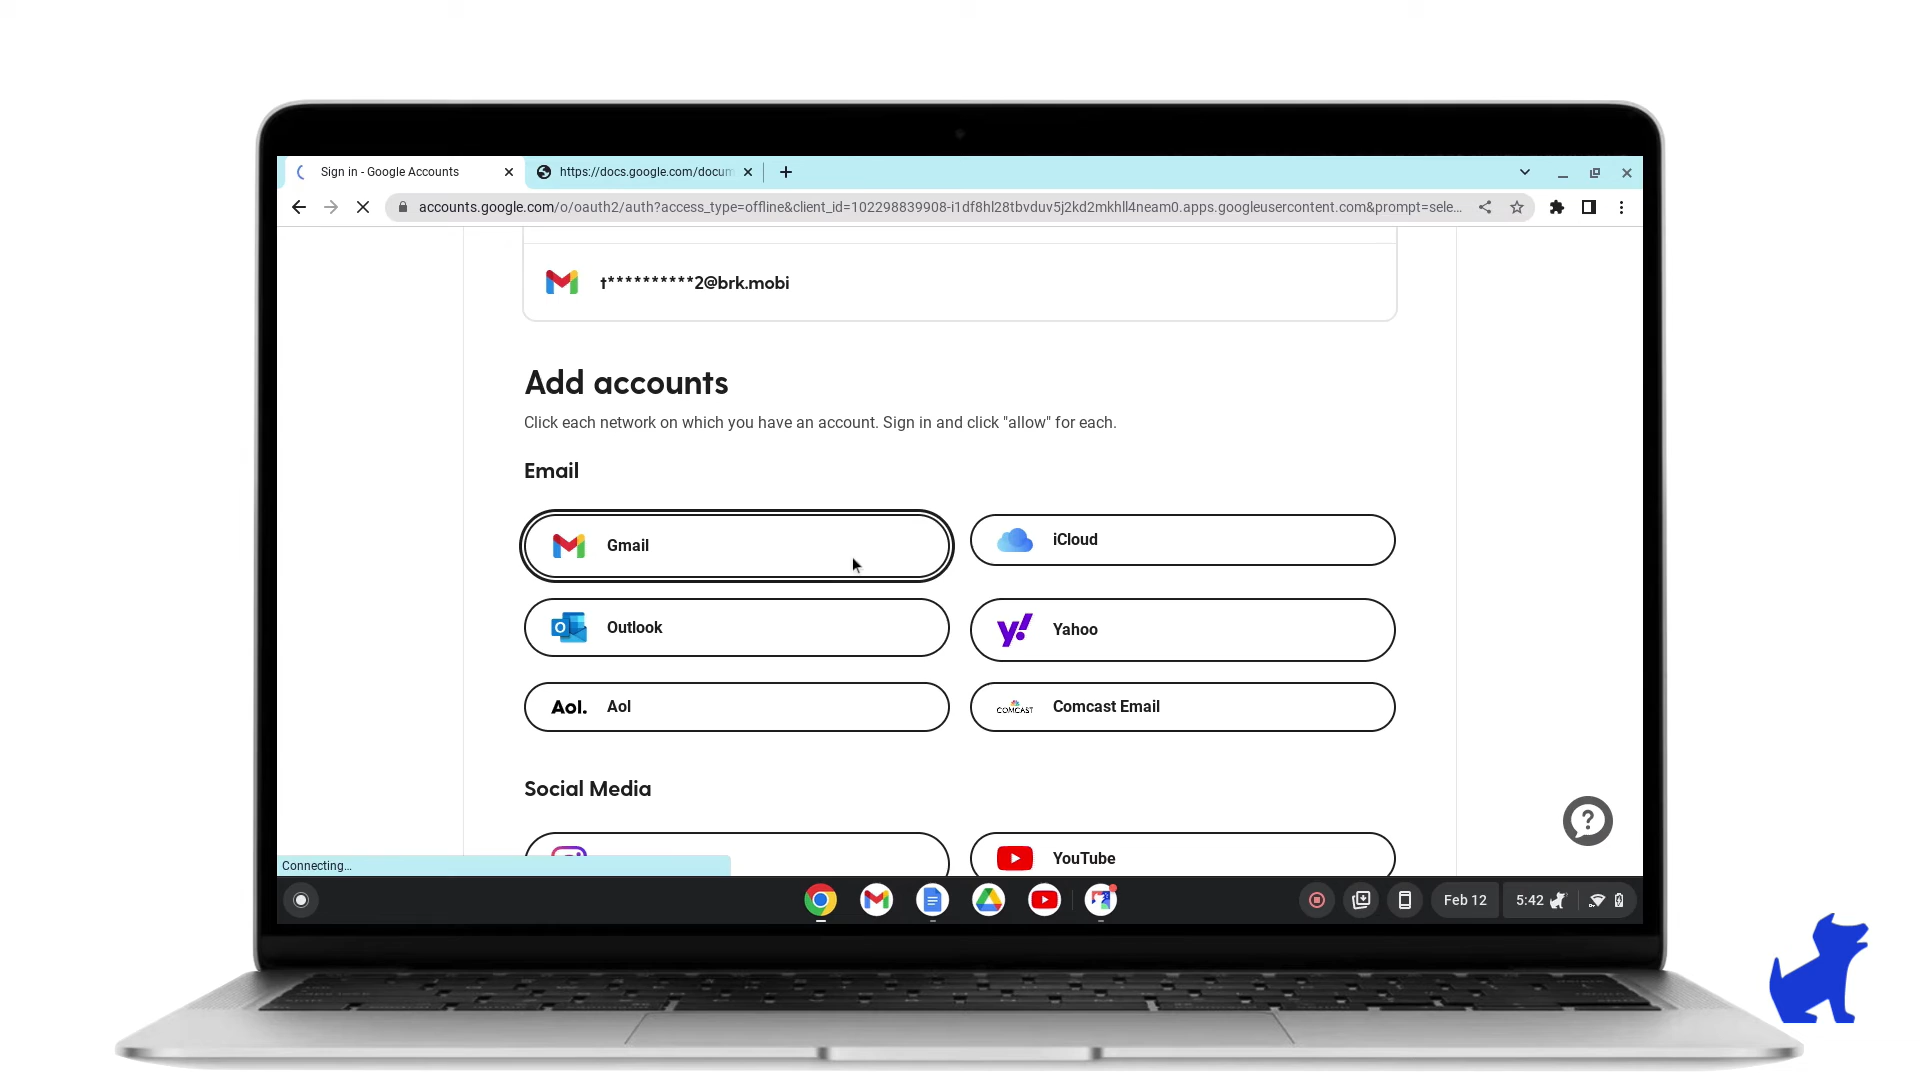 Sign in - Google Accounts
https://docs.google.com/docum
accounts.google.com/o/oauth2/auth?access_type=offline&client_id=102298839908-i1df8hl28tbvduv5j2kd2mkhll4neam0.apps.googleusercontent.com&prompt=sele...
t**********2@brk.mobi
Add accounts
Click each network on which you have an account. Sign in and click "allow" for each.
Email
Gmail
iCloud
Outlook
Yahoo
Aol. Aol
COMCAST Comcast Email
Social Media
YouTube
Connecting...
Feb 12
5:42